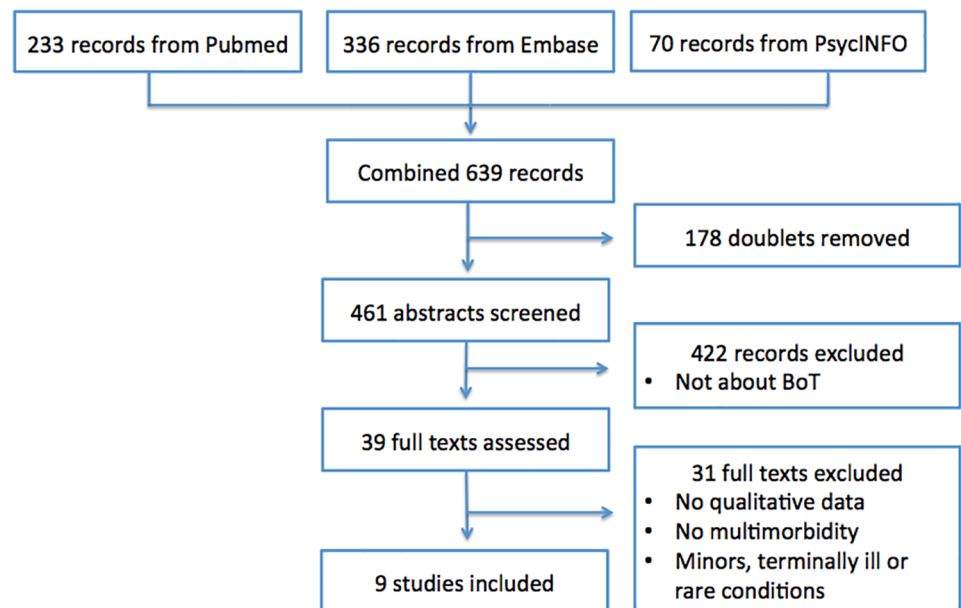 233 records from Pubmed
336 records from Embase
70 records from PsycINFO
Combined 639 records
178 doublets removed
461 abstracts screened
422 records excluded
• Not about BoT
39 full texts assessed
31 full texts excluded
• No qualitative data
• No multimorbidity
• Minors, terminally ill or
rare conditions
9 studies included